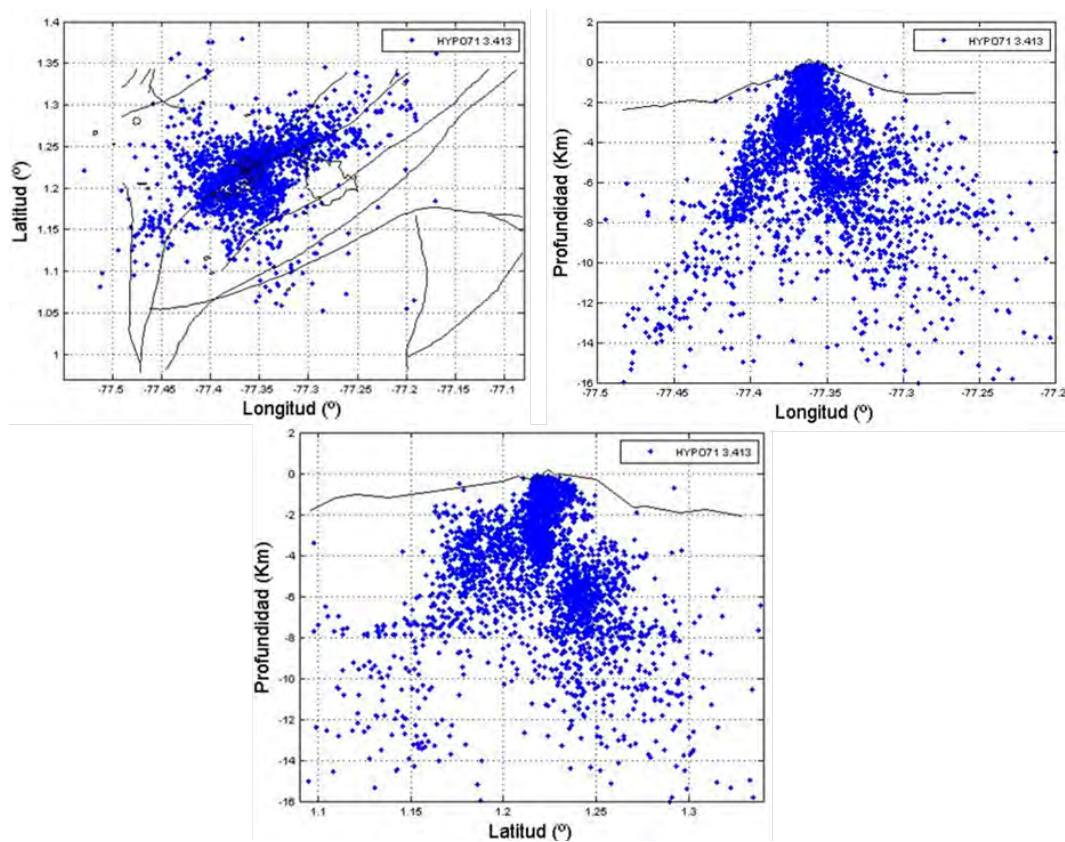 1.4
1.35
1.3
1.25
1.2
1.15
1.1
1.05
1
Latitud (º)
-77.5 -77.45 -77.4 -77.35 -77.3 -77.25 -77.2 -77.15 -77.1
Longitud (º)
HYPO71 3.413
2
0
-2
-4
-6
-8
-10
-12
-14
-16
Profundidad (Km)
-77.5 -77.45 -77.4 -77.35 -77.3 -77.25 -77.2
Longitud (º)
HYPO71 3.413
2
0
-2
-4
-6
-8
-10
-12
-14
-16
Profundidad (Km)
1.1 1.15 1.2 1.25 1.3
Latitud (º)
HYPO71 3.413